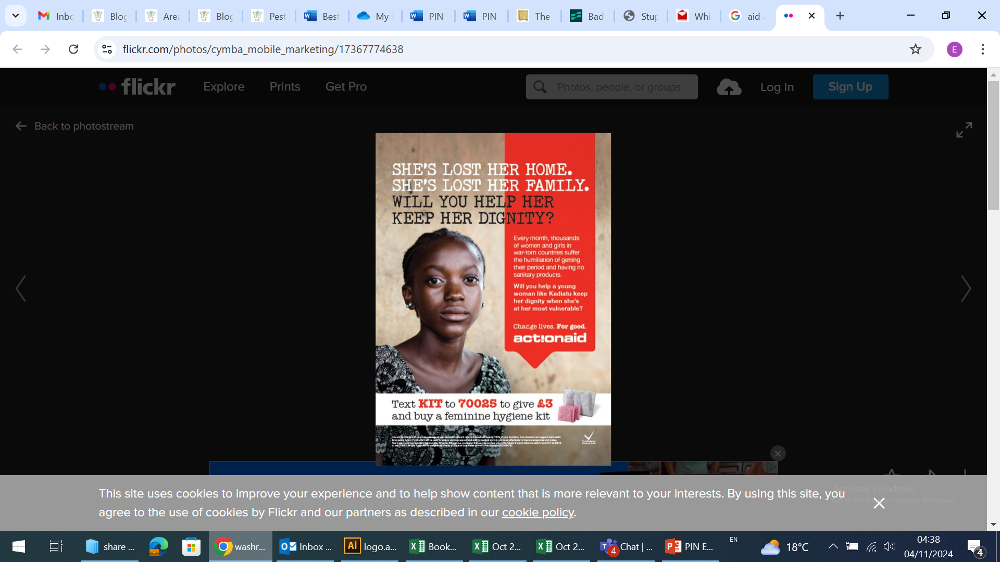 Inbo
Blog
Area
Blog
Pest
Best
My
PIN
PIN
The
Bad
Stup
Whi
aid
flickr.com/photos/cymba_mobile_marketing/17367774638
E
flickr
Explore
Prints
Get Pro
Photos, people, or groups
Log In
Sign Up
Back to photostream
SHE'S LOST HER HOME.
SHE'S LOST HER FAMILY.
WILL YOU HELP HER
KEEP HER DIGNITY?
Every month, thousands
of women and girls in
war-torn countries suffer
the humiliation of getting
their period and having no
sanitary products.
Will you help a young
woman like Kadiatu keep
her dignity when she's
at her most vulnerable?
Change lives. For good.
act!onaid
Text KIT to 70025 to give £3
and buy a feminine hygiene kit
This site uses cookies to improve your experience and to help show content that is more relevant to your interests. By using this site, you
agree to the use of cookies by Flickr and our partners as described in our cookie policy.
Activate Windows
Go to Settings to activate Windows.
share ...
washr...
Inbox ...
Ai
logo.a...
Book...
Oct 2...
Oct 2...
4
Chat | ...
PIN E...
EN
18°C
04:38
04/11/2024
4